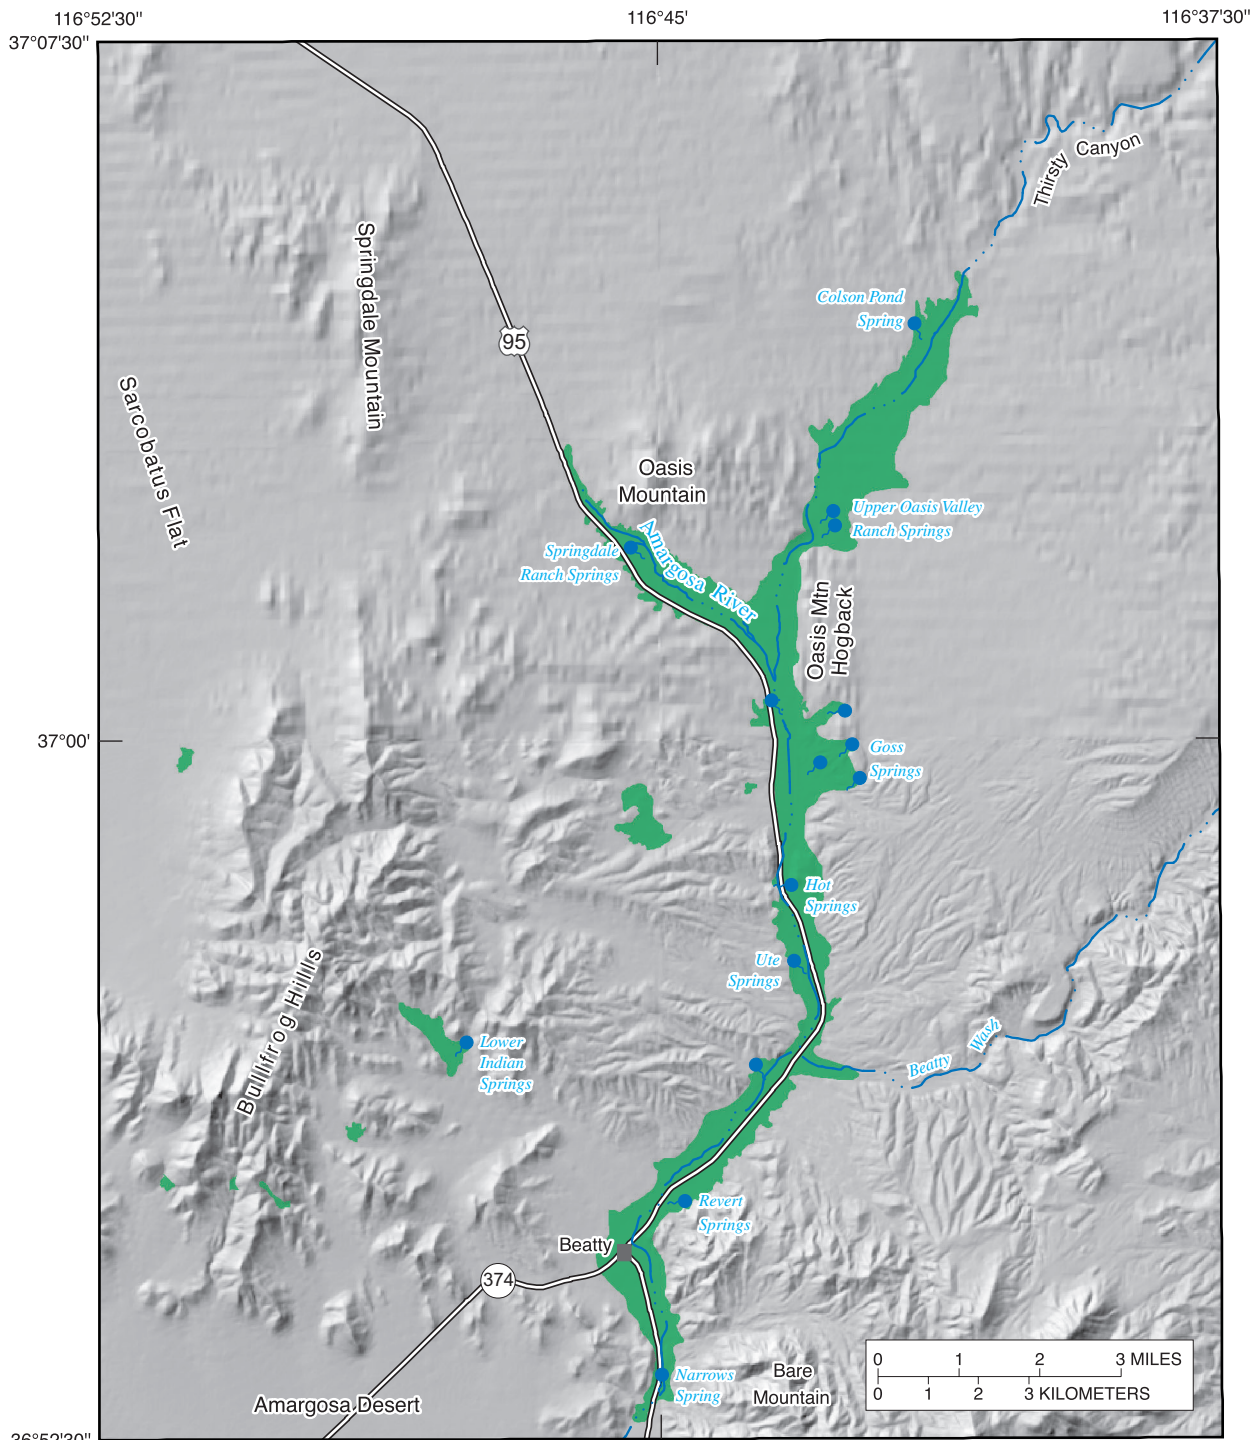 116°52'30"
116°45'
116°37'30"
37°07'30"
Thirsty Canyon
Springdale Mountain
Colson Pond
Spring
95
Sarcobatus Flat
Oasis
Mountain
Upper Oasis Valley
Ranch Springs
Amargosa River
Springdale
Ranch Springs
Oasis Mtn
Hogback
37°00'
Goss
Springs
Hot
Springs
Ute
Springs
Bullfrog Hills
Lower
Indian
Springs
Beatty Wash
Revert
Springs
Beatty
374
Narrows
Spring
Bare
Mountain
Amargosa Desert
0 1 2 3 MILES
0 1 2 3 KILOMETERS
36°52'30"